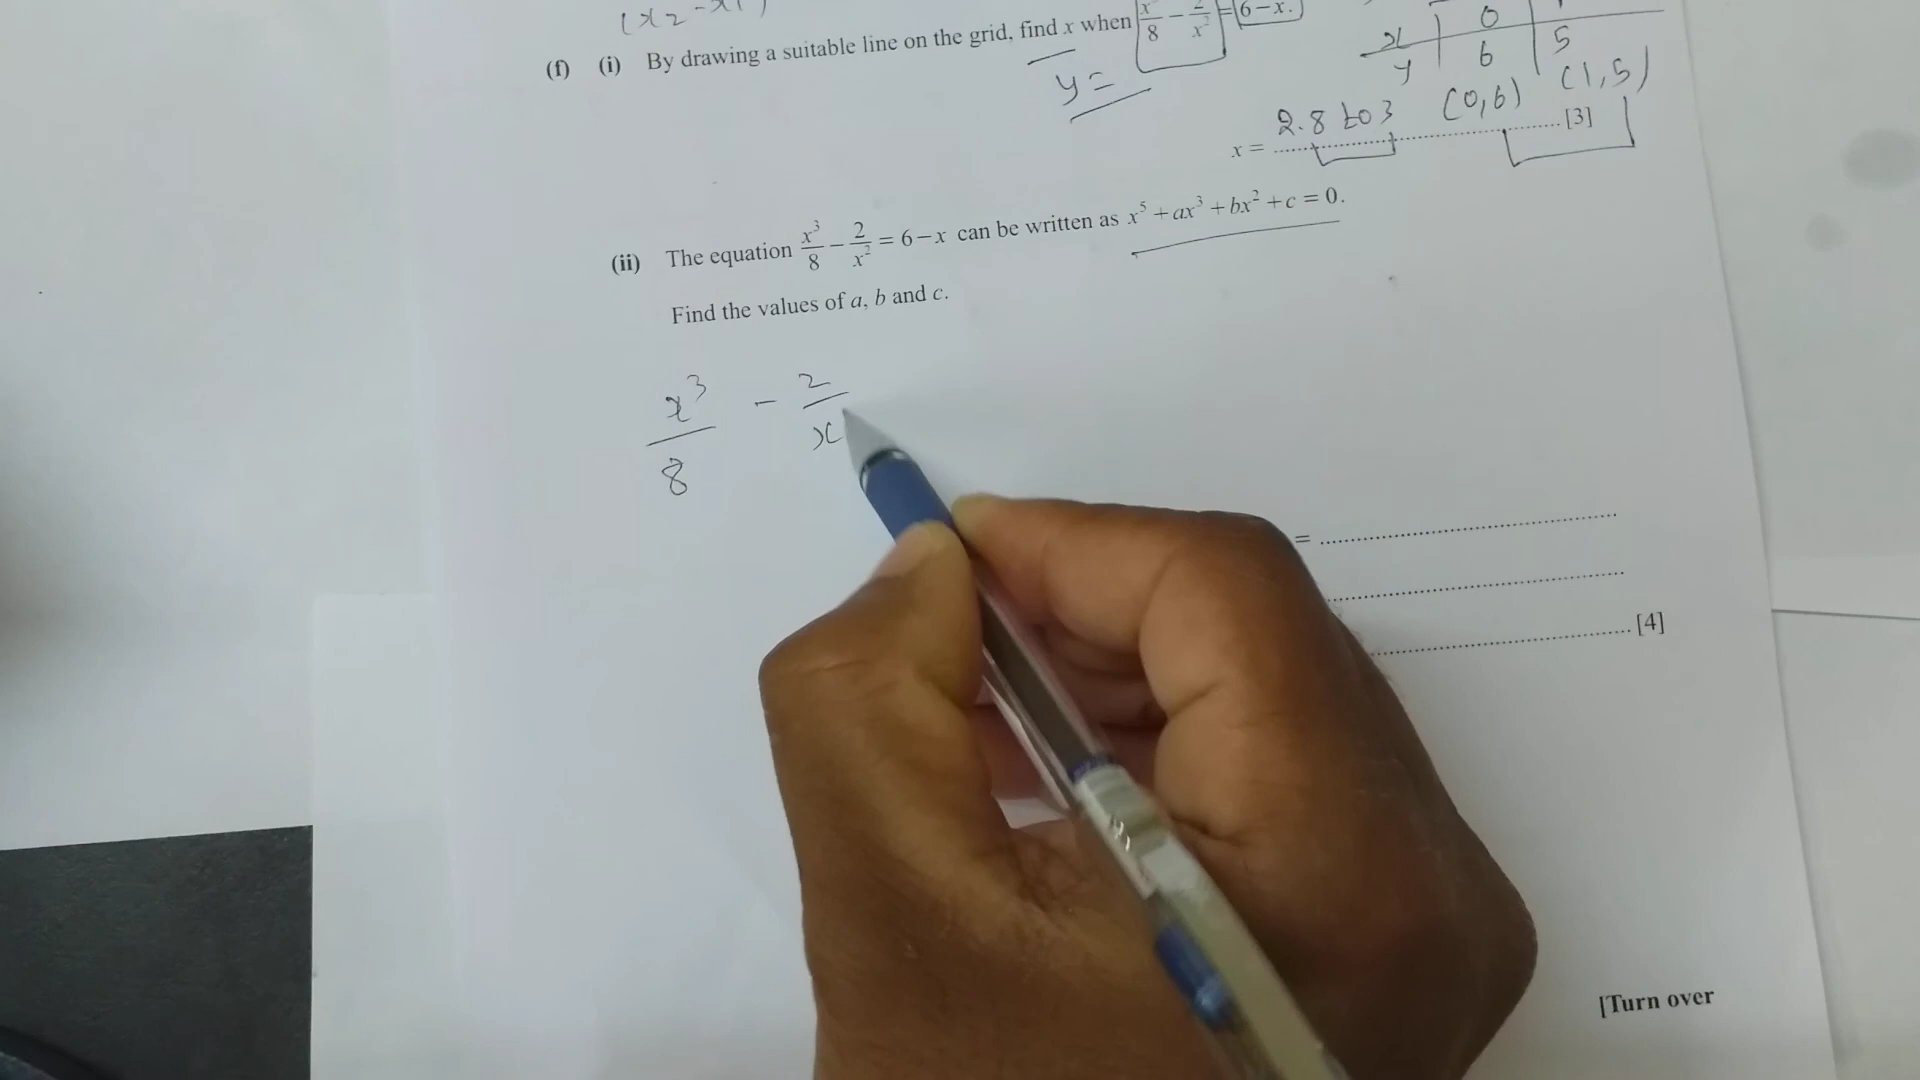 (x2 - x1)
(f) (i) By drawing a suitable line on the grid, find x when x³/8 - 2/x² = 6-x.
y =
x 0
y 6 5
(0,6) (1,5)
x = 2.8 to 3 [3]
(ii) The equation x³/8 - 2/x² = 6-x can be written as x⁵ + ax³ + bx² + c = 0.
Find the values of a, b and c.
x³/8 - 2/x
=
[4]
[Turn over